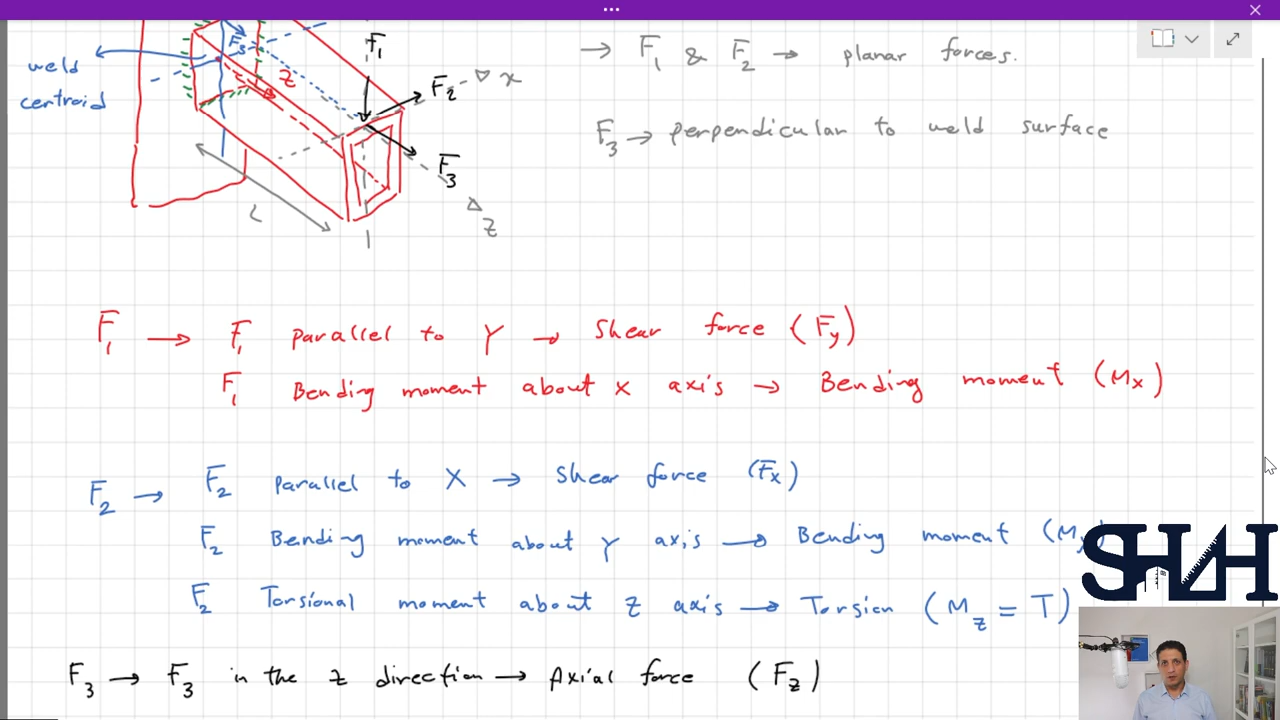 F3
Z
F1
F2
X
weld
centroid
F3
Z
L
→ F1 & F2 → planar forces.
F3 → perpendicular to weld surface
F1 → F1 parallel to Y → Shear force (Fy)
F1 Bending moment about x axis → Bending moment (Mx)
F2 → F2 parallel to X → Shear force (Fx)
F2 Bending moment about Y axis → Bending moment
F2 Torsional moment about Z axis → Torsion (Mz = T)
F3 → F3 in the Z direction → Axial force (Fz)